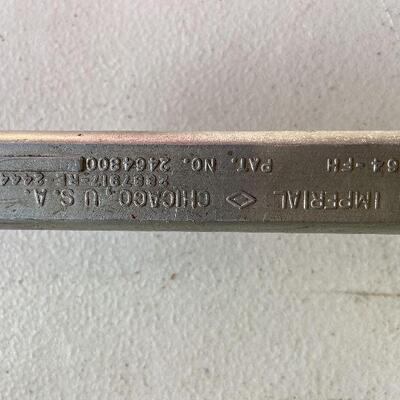 IMPERIAL CHICAGO, U.S.A
64-FH PAT. NO. 2464800